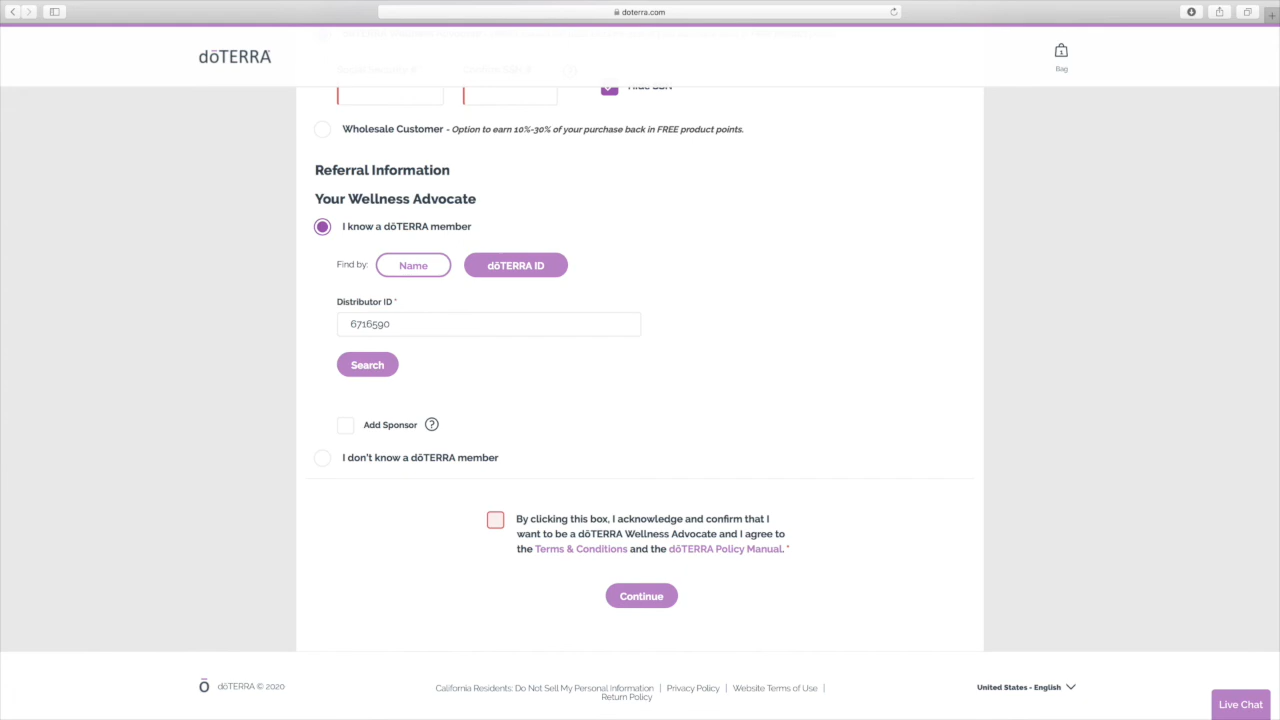 doterra.com
dōTERRA
1
Bag
Hide SSN
Wholesale Customer - Option to earn 10%-30% of your purchase back in FREE product points.
Referral Information
Your Wellness Advocate
I know a dōTERRA member
Find by: Name dōTERRA ID
Distributor ID *
6716590
Search
Add Sponsor ?
I don't know a dōTERRA member
By clicking this box, I acknowledge and confirm that I
want to be a dōTERRA Wellness Advocate and I agree to
the Terms & Conditions and the dōTERRA Policy Manual. *
Continue
dōTERRA © 2020
California Residents: Do Not Sell My Personal Information | Privacy Policy | Website Terms of Use |
Return Policy
United States - English
Live Chat